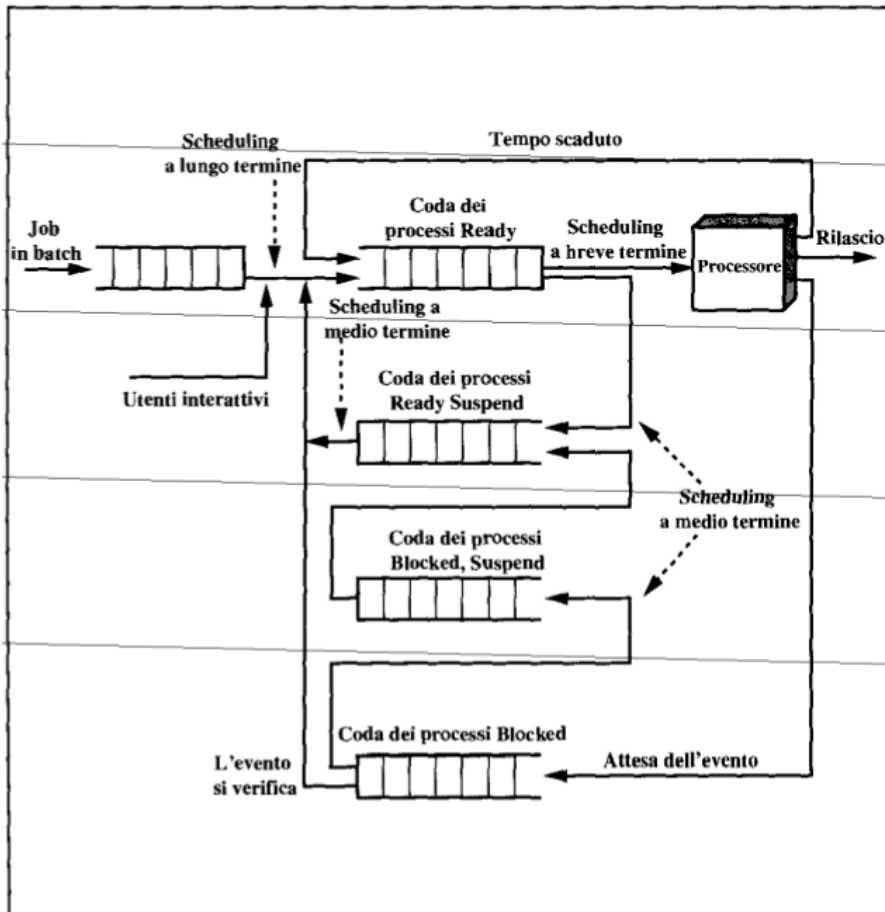 Tempo scaduto
Scheduling
a lungo termine
Job
in batch
Coda dei
processi Ready
Scheduling
a hreve termine
Processore
Rilascio
Scheduling a
medio termine
Utenti interattivi
Coda dei processi
Ready Suspend
Scheduling
a medio termine
Coda dei processi
Blocked, Suspend
Coda dei processi Blocked
L'evento
si verifica
Attesa dell'evento